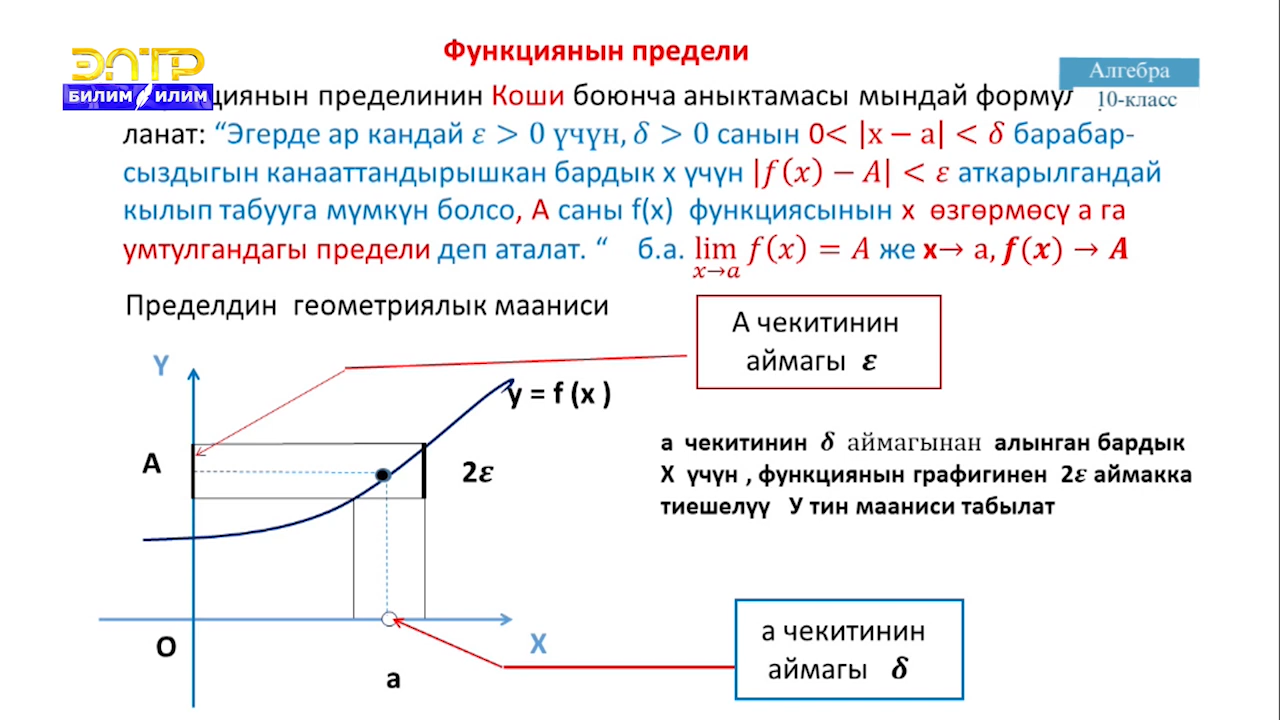 Функциянын предели
ЭЛТР
БИЛИМ ИЛИМ
Алгебра
10-класс
циянын пределинин Коши боюнча аныктамасы мындай формул
ланат: “Эгерде ар кандай 𝜀 > 0 үчүн, 𝛿 > 0 санын 0< |x − a| < 𝛿 барабар-
сыздыгын канааттандырышкан бардык x үчүн |𝑓(𝑥) − 𝐴| < 𝜀 аткарылгандай
кылып табууга мүмкүн болсо, А саны f(x) функциясынын x өзгөрмөсү а га
умтулгандагы предели деп аталат. “ б.а. lim 𝑓(𝑥) = 𝐴 же x→ a, 𝒇(𝒙) → 𝑨
𝑥→𝑎
Пределдин геометриялык мааниси
А чекитинин
аймагы 𝜺
Y
y = f (x )
A
2𝜺
а чекитинин 𝜹 аймагынан алынган бардык
X үчүн , функциянын графигинен 2𝜺 аймакка
тиешелүү У тин мааниси табылат
O
X
a
а чекитинин
аймагы 𝜹